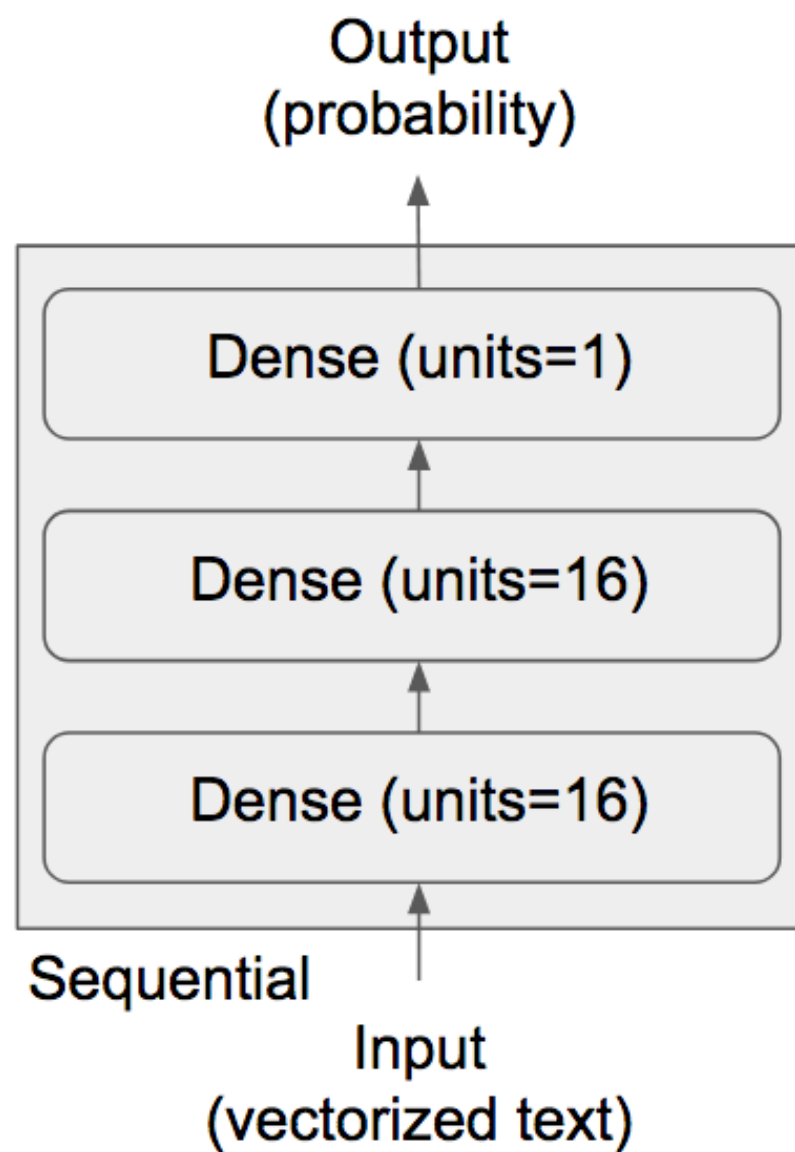 Output
(probability)
Dense (units=1)
Dense (units=16)
Dense (units=16)
Sequential
Input
(vectorized text)